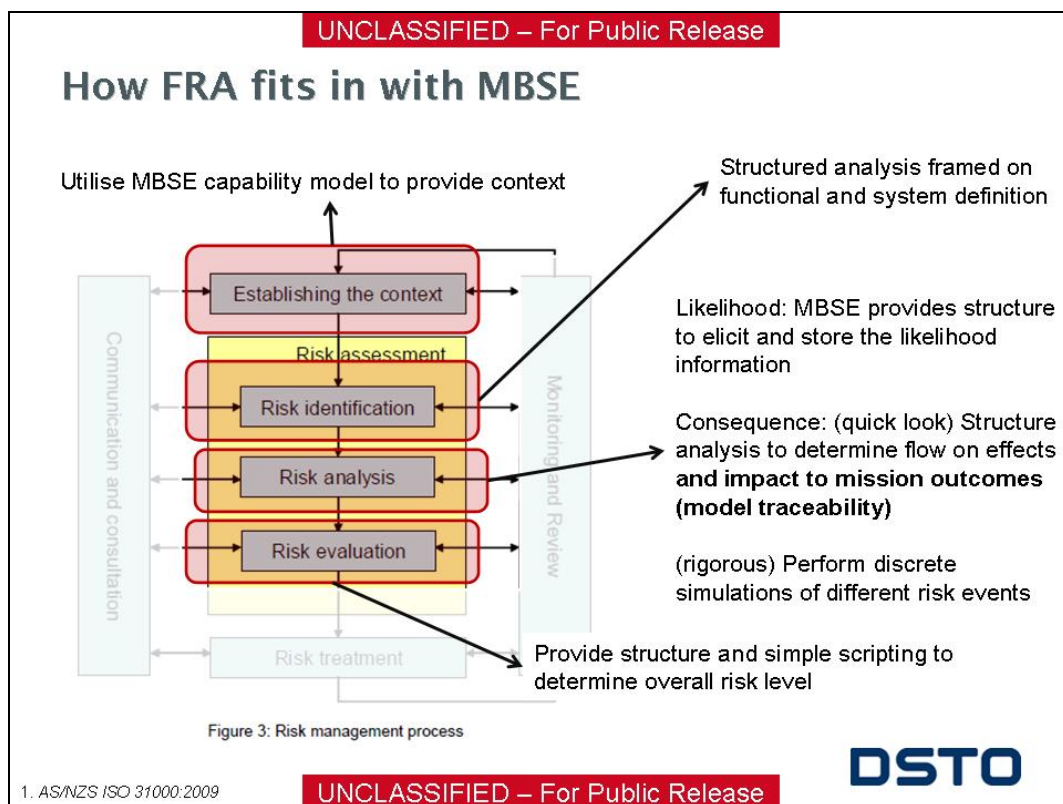 UNCLASSIFIED – For Public Release
How FRA fits in with MBSE
Utilise MBSE capability model to provide context
Structured analysis framed on
functional and system definition
Establishing the context
Risk assessment
Risk identification
Risk analysis
Risk evaluation
Risk treatment
Communication and consultation
Monitoring and Review
Likelihood: MBSE provides structure
to elicit and store the likelihood
information
Consequence: (quick look) Structure
analysis to determine flow on effects
and impact to mission outcomes
(model traceability)
(rigorous) Perform discrete
simulations of different risk events
Provide structure and simple scripting to
determine overall risk level
Figure 3: Risk management process
1. AS/NZS ISO 31000:2009
UNCLASSIFIED – For Public Release
DSTO